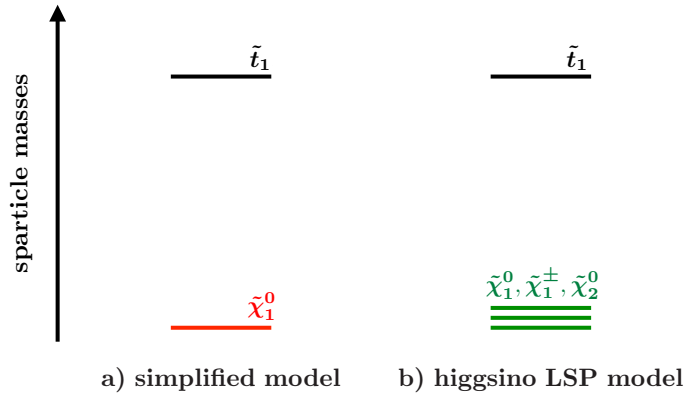 sparticle masses
t̃₁
χ̃₁⁰
a) simplified model
t̃₁
χ̃₁⁰, χ̃₁^±, χ̃₂⁰
b) higgsino LSP model